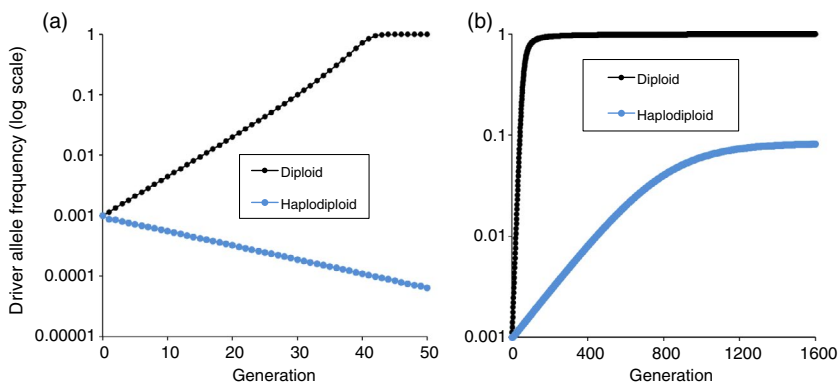 (a)
Driver allele frequency (log scale)
1
0.1
0.01
0.001
0.0001
0.00001
Diploid
Haplodiploid
0 10 20 30 40 50
Generation
(b)
1
0.1
0.01
0.001
Diploid
Haplodiploid
0 400 800 1200 1600
Generation